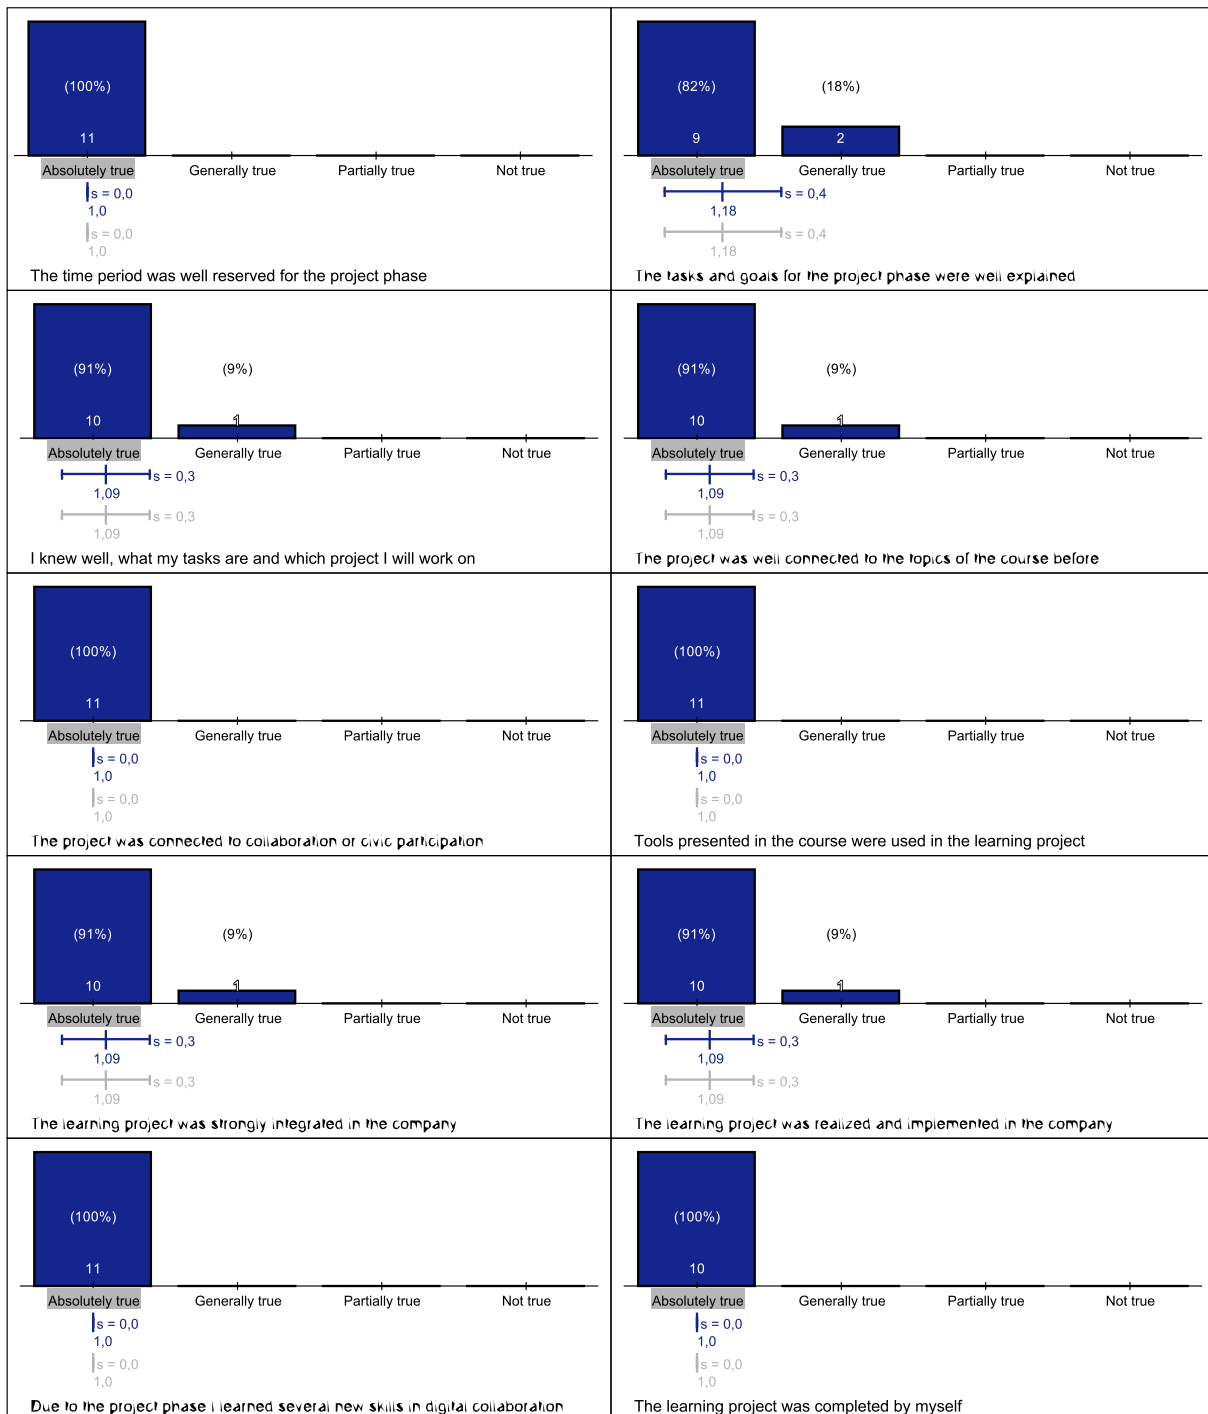 (100%)
11
Absolutely true Generally true Partially true Not true
s = 0,0
1,0
s = 0,0
1,0
The time period was well reserved for the project phase
(82%) (18%)
9 2
Absolutely true Generally true Partially true Not true
s = 0,4
1,18
s = 0,4
1,18
The tasks and goals for the project phase were well explained
(91%) (9%)
10 1
Absolutely true Generally true Partially true Not true
s = 0,3
1,09
s = 0,3
1,09
I knew well, what my tasks are and which project I will work on
(91%) (9%)
10 1
Absolutely true Generally true Partially true Not true
s = 0,3
1,09
s = 0,3
1,09
The project was well connected to the topics of the course before
(100%)
11
Absolutely true Generally true Partially true Not true
s = 0,0
1,0
s = 0,0
1,0
The project was connected to collaboration or civic participation
(100%)
11
Absolutely true Generally true Partially true Not true
s = 0,0
1,0
s = 0,0
1,0
Tools presented in the course were used in the learning project
(91%) (9%)
10 1
Absolutely true Generally true Partially true Not true
s = 0,3
1,09
s = 0,3
1,09
The learning project was strongly integrated in the company
(91%) (9%)
10 1
Absolutely true Generally true Partially true Not true
s = 0,3
1,09
s = 0,3
1,09
The learning project was realized and implemented in the company
(100%)
11
Absolutely true Generally true Partially true Not true
s = 0,0
1,0
s = 0,0
1,0
Due to the project phase I learned several new skills in digital collaboration
(100%)
10
Absolutely true Generally true Partially true Not true
s = 0,0
1,0
s = 0,0
1,0
The learning project was completed by myself